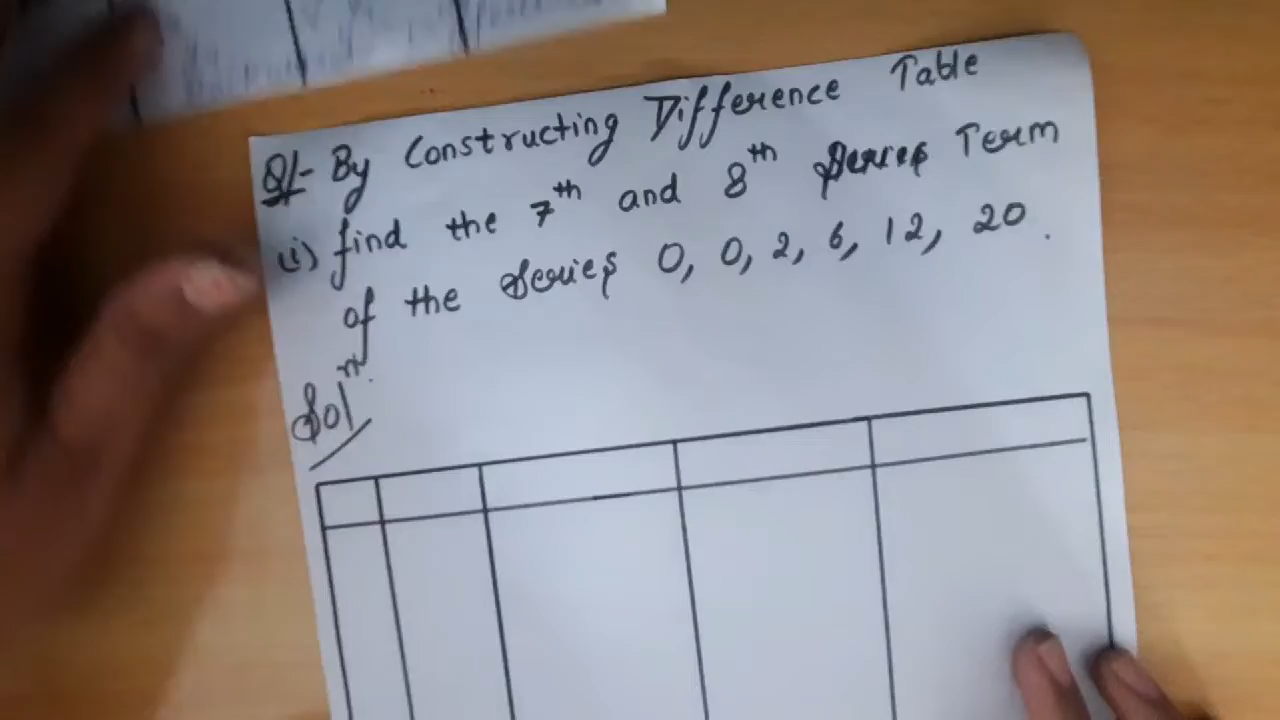 Q1- By Constructing Difference Table
(i) find the 7th and 8th Series Term
of the Series 0, 0, 2, 6, 12, 20.
Soln.